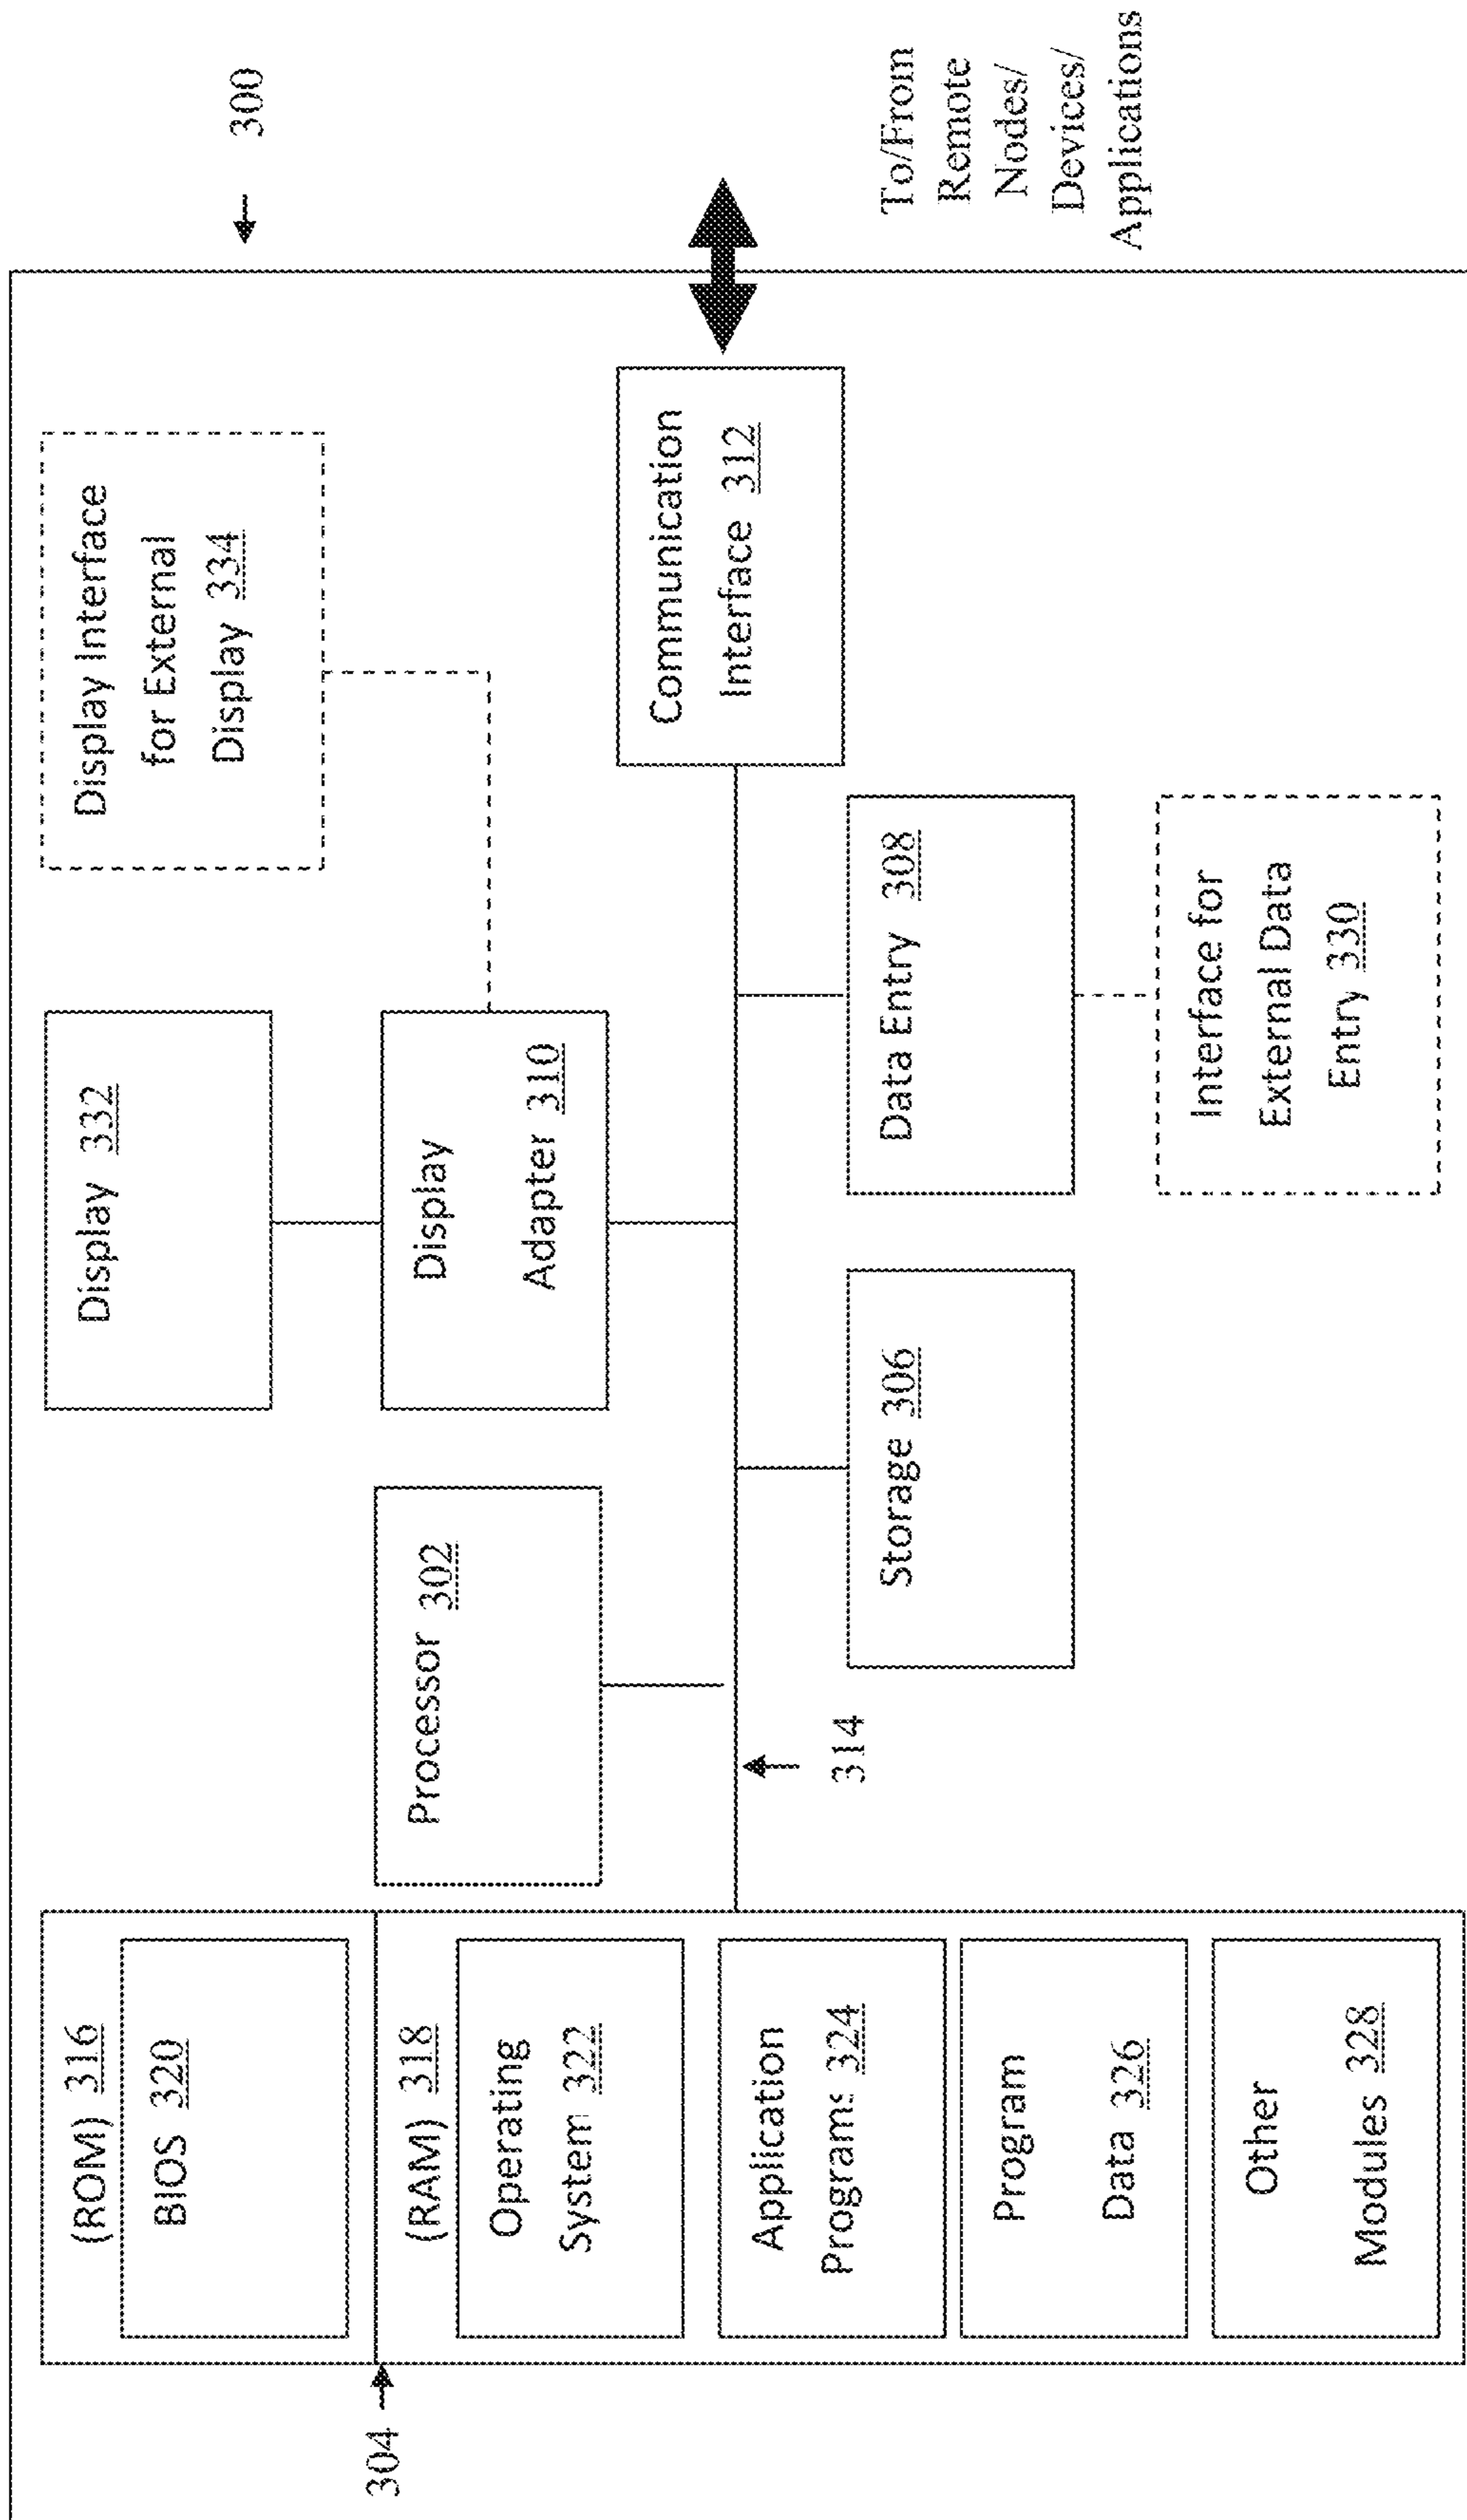 300
(ROM) 316
BIOS 320
304
(RAM) 318
Operating
System 322
Application
Programs 324
Program
Data 326
Other
Modules 328
Processor 302
314
Display 332
Display
Adapter 310
Storage 306
Display Interface
for External
Display 334
Data Entry 308
Interface for
External Data
Entry 330
Communication
Interface 312
To/From
Remote
Nodes/
Devices/
Applications